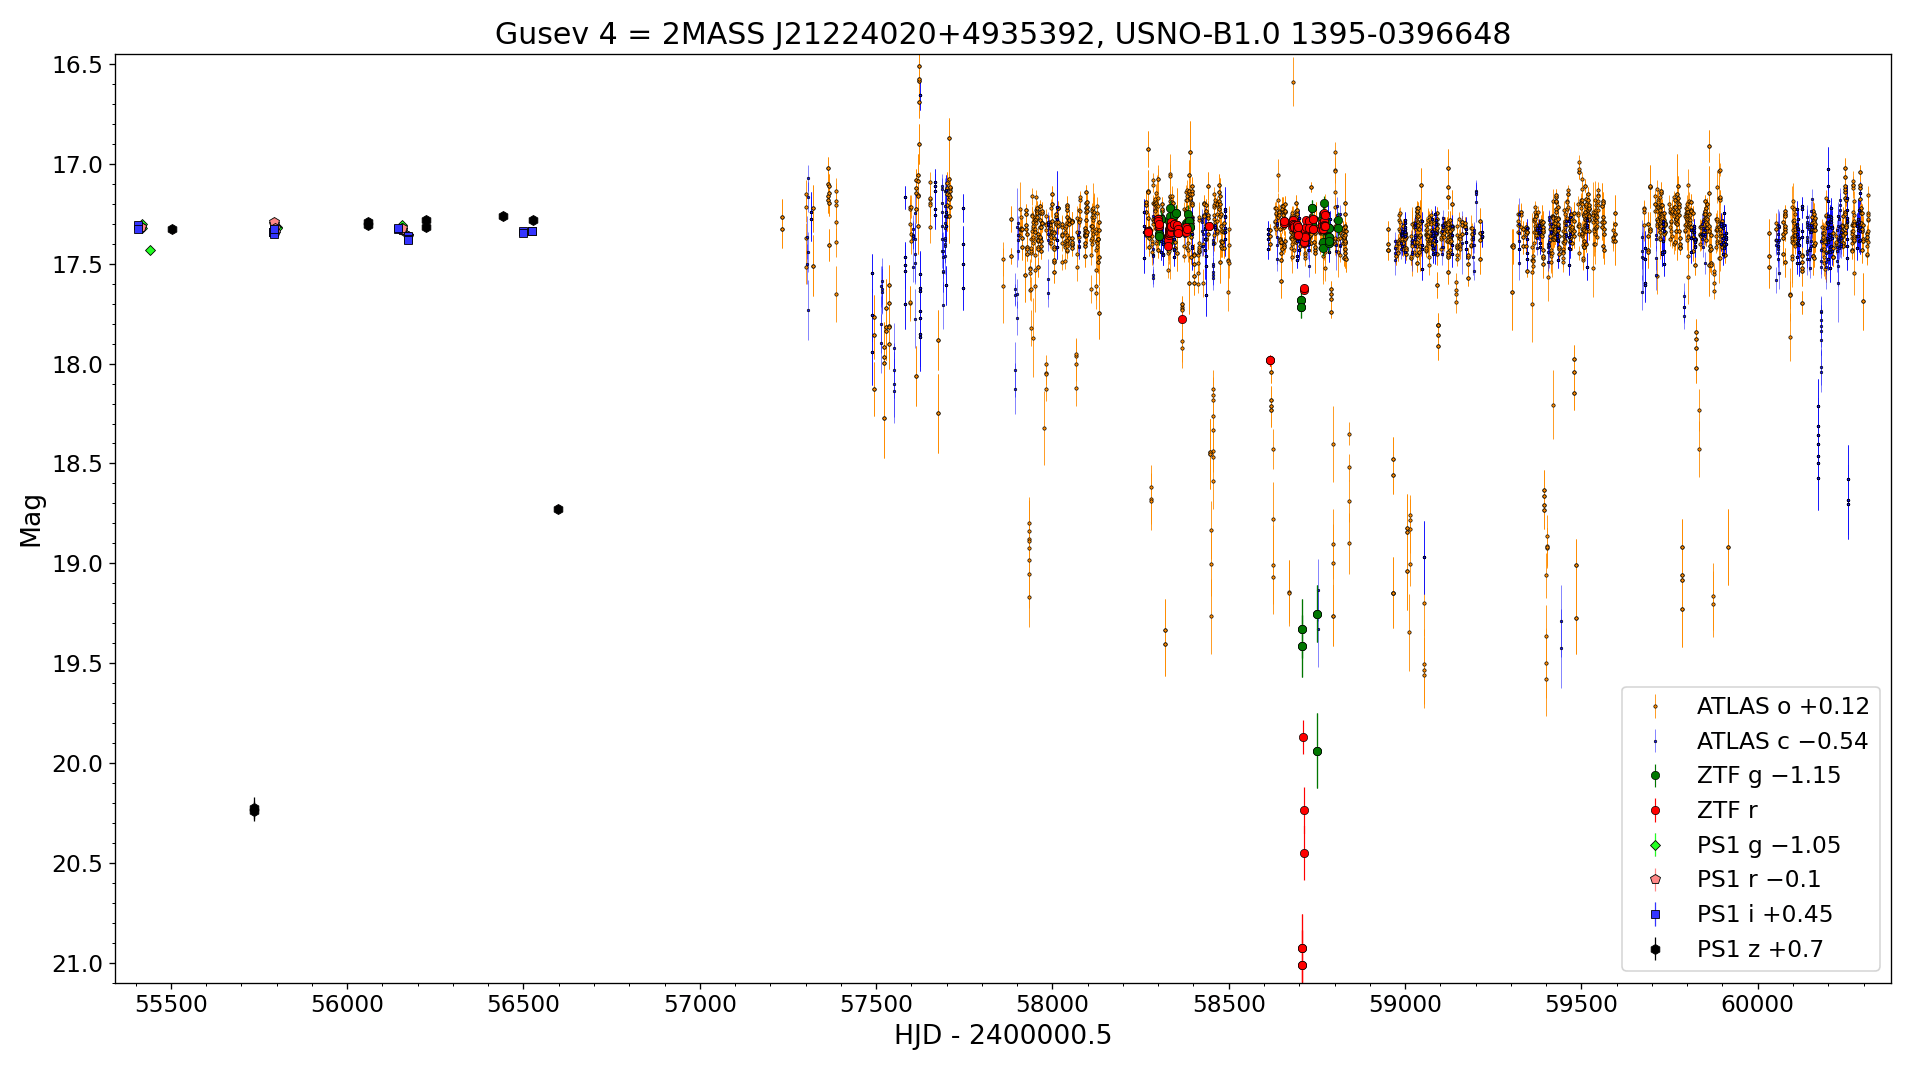 Gusev 4 = 2MASS J21224020+4935392, USNO-B1.0 1395-0396648
16.5
17.0
17.5
18.0
18.5
19.0
19.5
20.0
20.5
21.0
Mag
ATLAS o +0.12
ATLAS c −0.54
ZTF g −1.15
ZTF r
PS1 g −1.05
PS1 r −0.1
PS1 i +0.45
PS1 z +0.7
55500 56000 56500 57000 57500 58000 58500 59000 59500 60000
HJD - 2400000.5